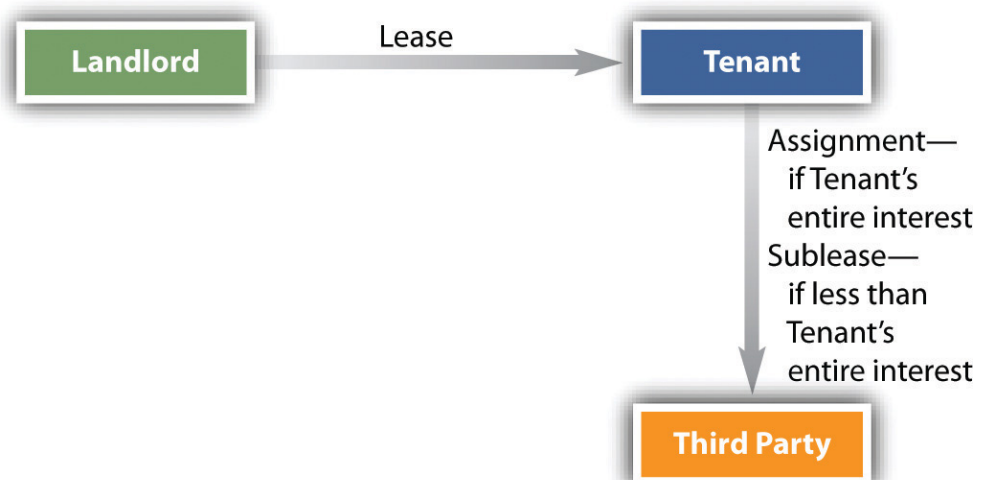 Landlord
Lease
Tenant
Assignment—
if Tenant's
entire interest
Sublease—
if less than
Tenant's
entire interest
Third Party